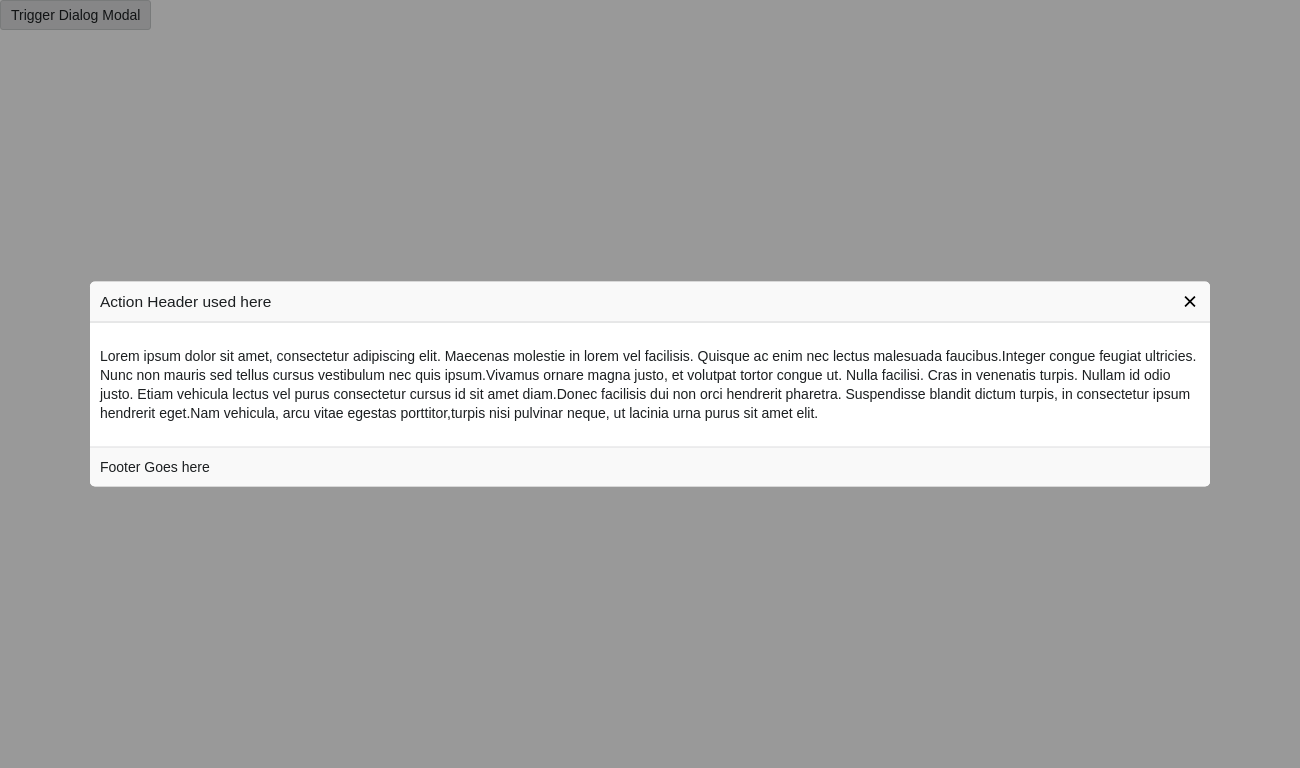 Trigger Dialog Modal
Action Header used here
Lorem ipsum dolor sit amet, consectetur adipiscing elit. Maecenas molestie in lorem vel facilisis. Quisque ac enim nec lectus malesuada faucibus.Integer congue feugiat ultricies.
Nunc non mauris sed tellus cursus vestibulum nec quis ipsum.Vivamus ornare magna justo, et volutpat tortor congue ut. Nulla facilisi. Cras in venenatis turpis. Nullam id odio
justo. Etiam vehicula lectus vel purus consectetur cursus id sit amet diam.Donec facilisis dui non orci hendrerit pharetra. Suspendisse blandit dictum turpis, in consectetur ipsum
hendrerit eget.Nam vehicula, arcu vitae egestas porttitor,turpis nisi pulvinar neque, ut lacinia urna purus sit amet elit.
Footer Goes here